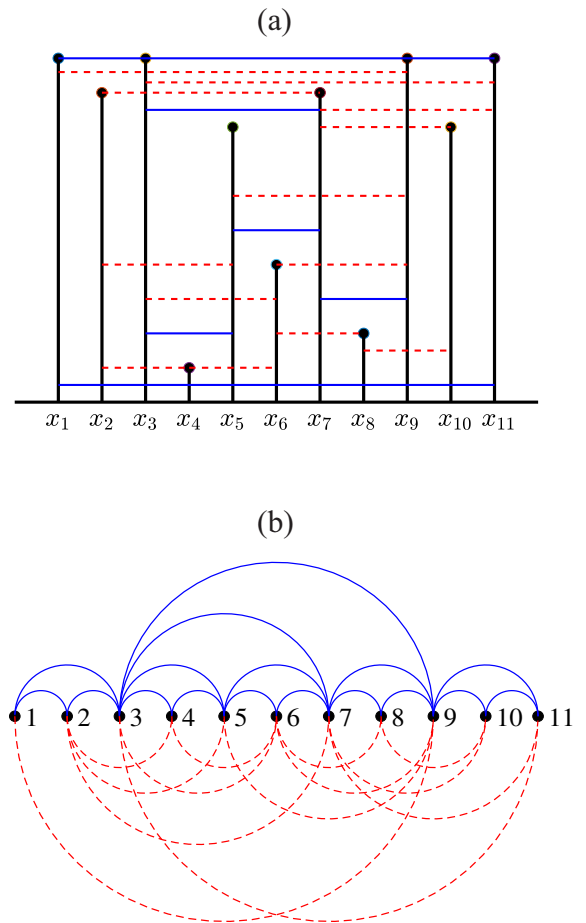 (a)
x₁ x₂ x₃ x₄ x₅ x₆ x₇ x₈ x₉ x₁₀ x₁₁
(b)
1 2 3 4 5 6 7 8 9 10 11